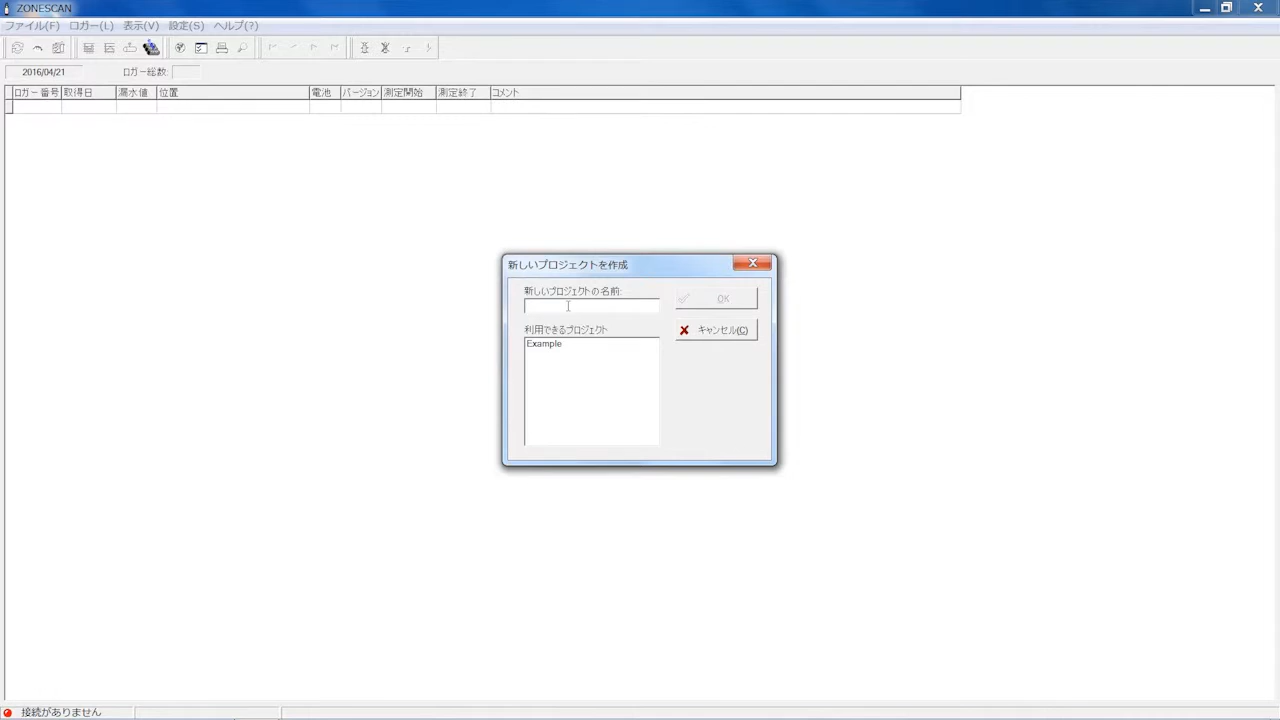 ZONESCAN
ファイル(F) ロガー(L) 表示(V) 設定(S) ヘルプ(?)
2016/04/21 ロガー総数:
ロガー番号 取得日 漏水値 位置 電池 バージョン 測定開始 測定終了 コメント
新しいプロジェクトを作成
新しいプロジェクトの名前:
OK
利用できるプロジェクト
キャンセル(C)
Example
接続がありません